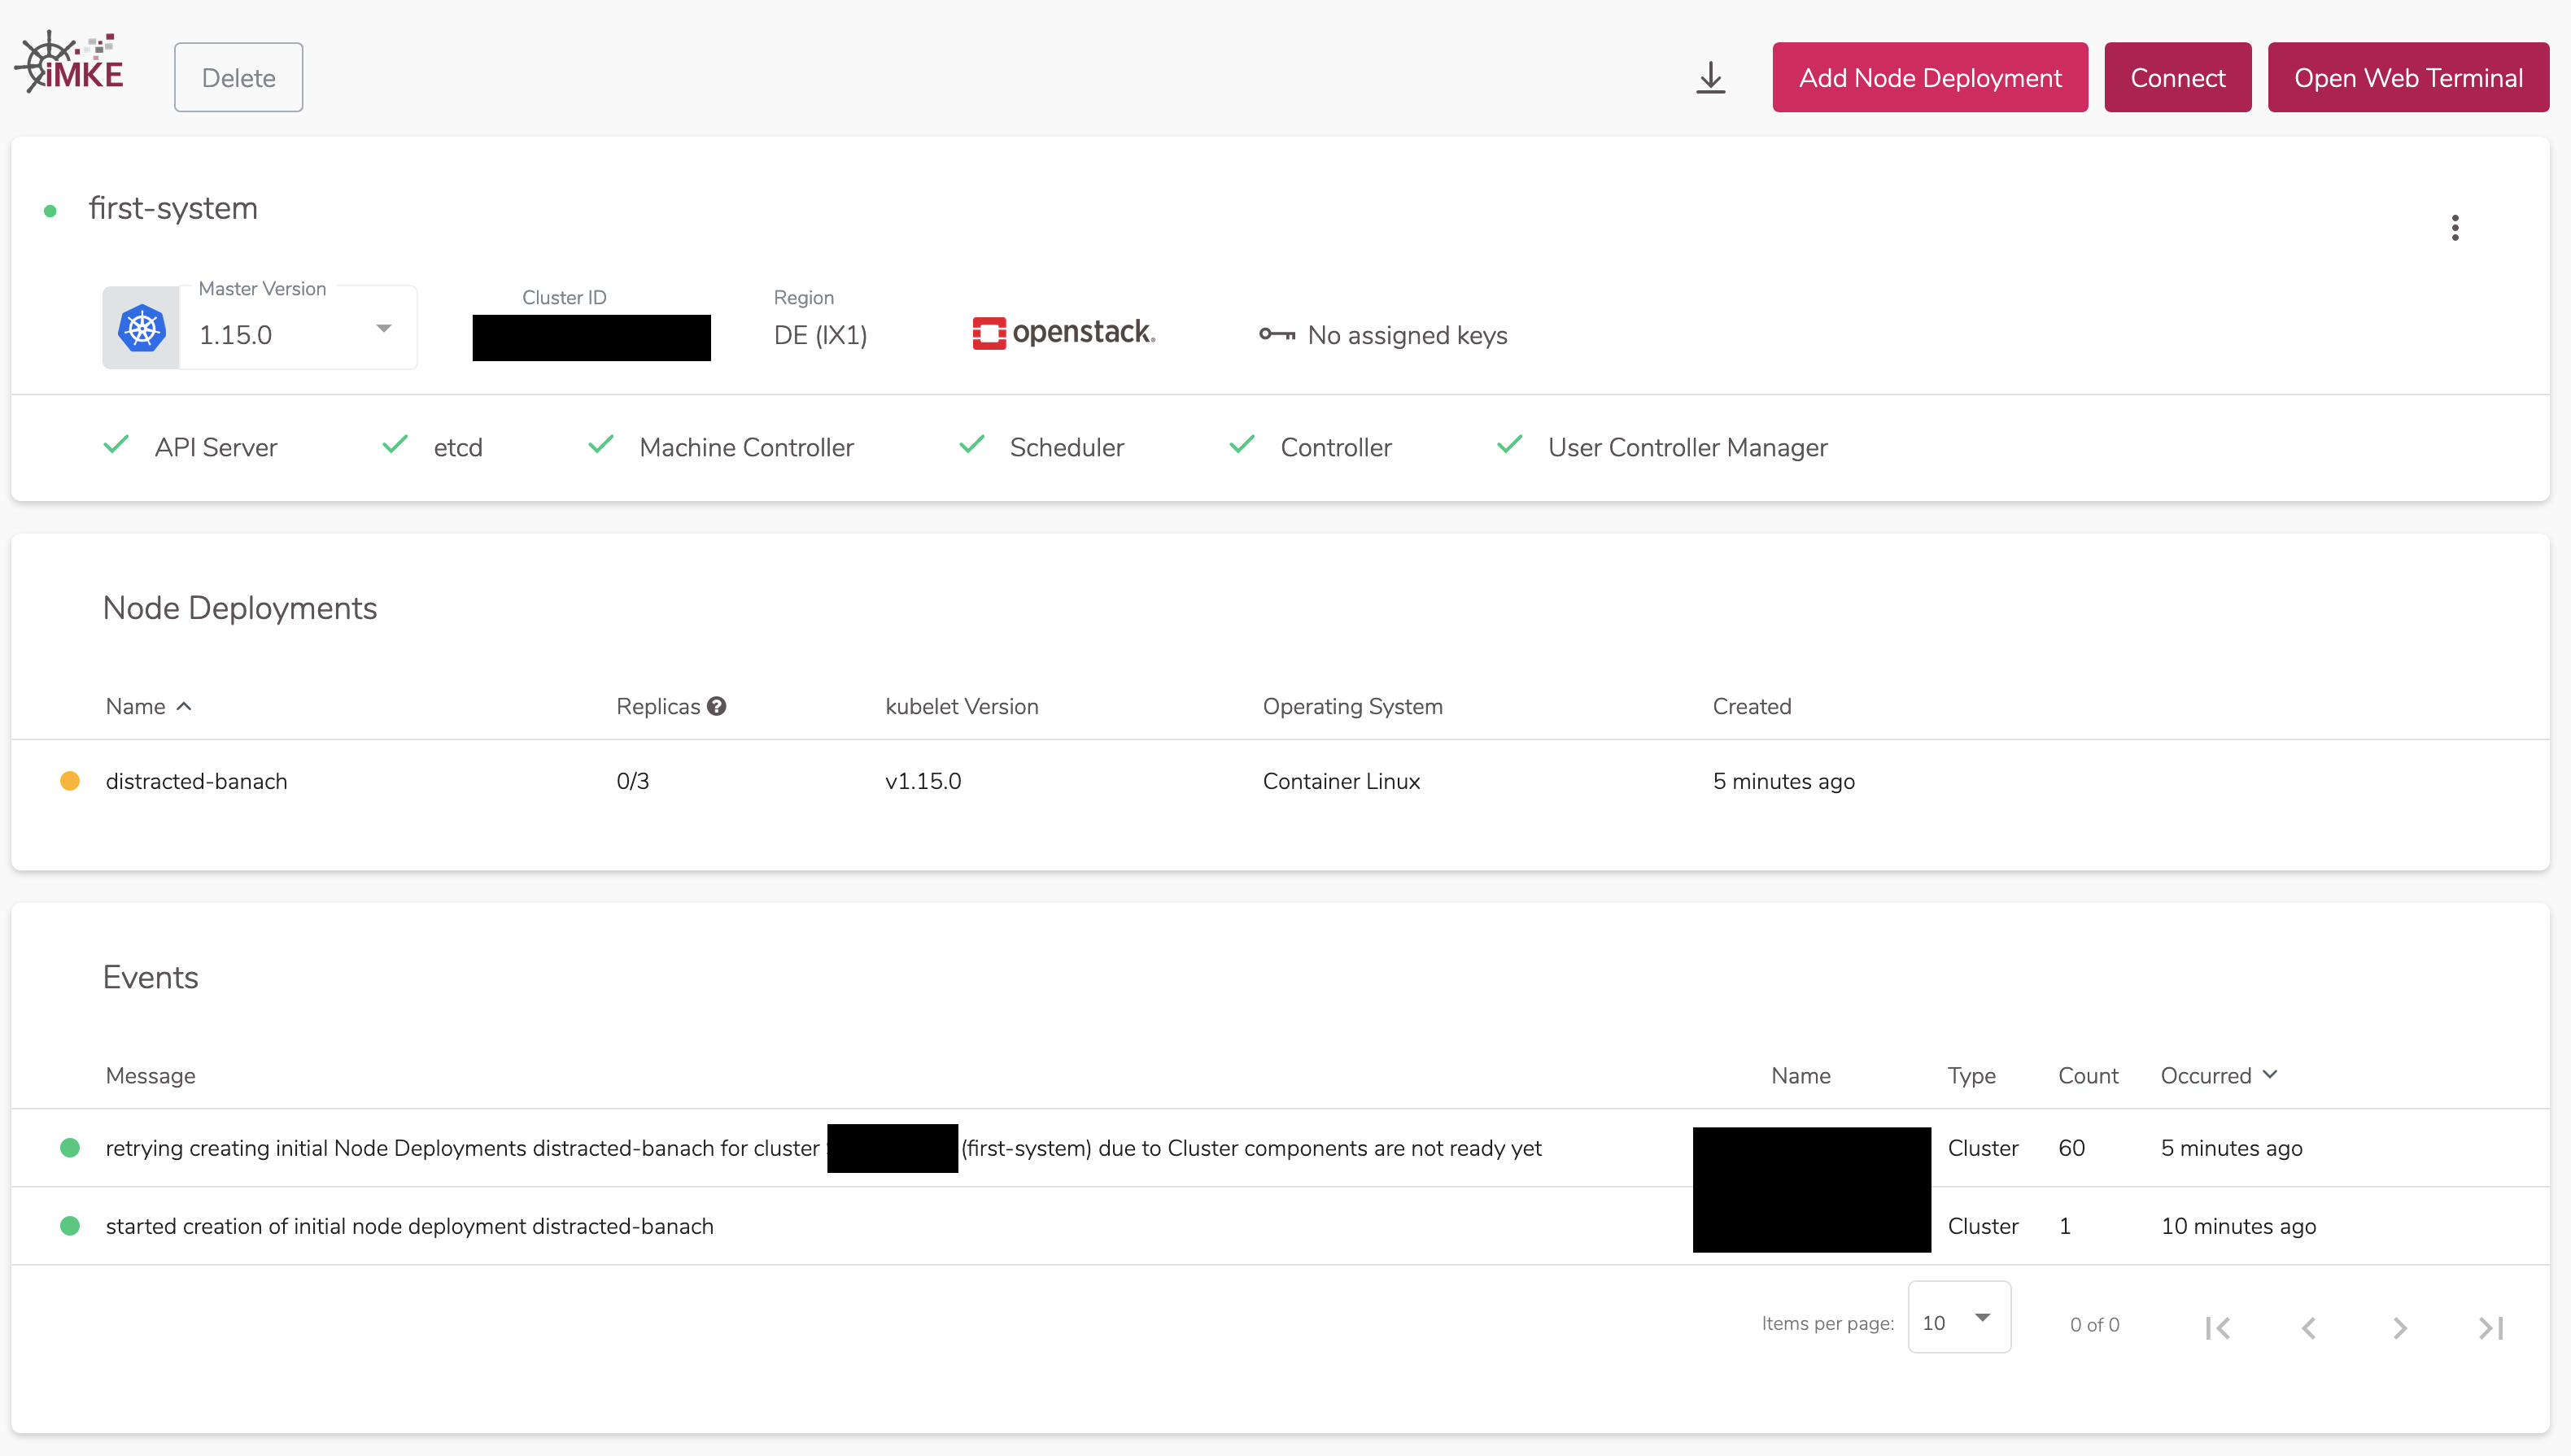 iMKE
Delete
Add Node Deployment
Connect
Open Web Terminal
first-system
Master Version
1.15.0
Cluster ID
Region
DE (IX1)
openstack.
No assigned keys
API Server
etcd
Machine Controller
Scheduler
Controller
User Controller Manager
Node Deployments
Name Replicas kubelet Version Operating System Created
distracted-banach 0/3 v1.15.0 Container Linux 5 minutes ago
Events
Message Name Type Count Occurred
retrying creating initial Node Deployments distracted-banach for cluster (first-system) due to Cluster components are not ready yet Cluster 60 5 minutes ago
started creation of initial node deployment distracted-banach Cluster 1 10 minutes ago
Items per page: 10 0 of 0